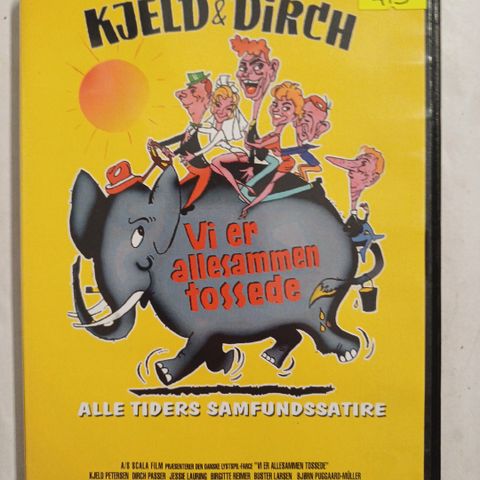 KJELD & DIRCH
Vi er
allesammen
tossede
ALLE TIDERS SAMFUNDSSATIRE
A/S SCALA FILM PRÆSENTERER DEN DANSKE LYSTSPIL-FARCE "VI ER ALLESAMMEN TOSSEDE"
KJELD PETERSEN DIRCH PASSER JESSIE LAURING BIRGITTE REIMER BUSTER LARSEN BJØRN PUGGAARD-MÜLLER